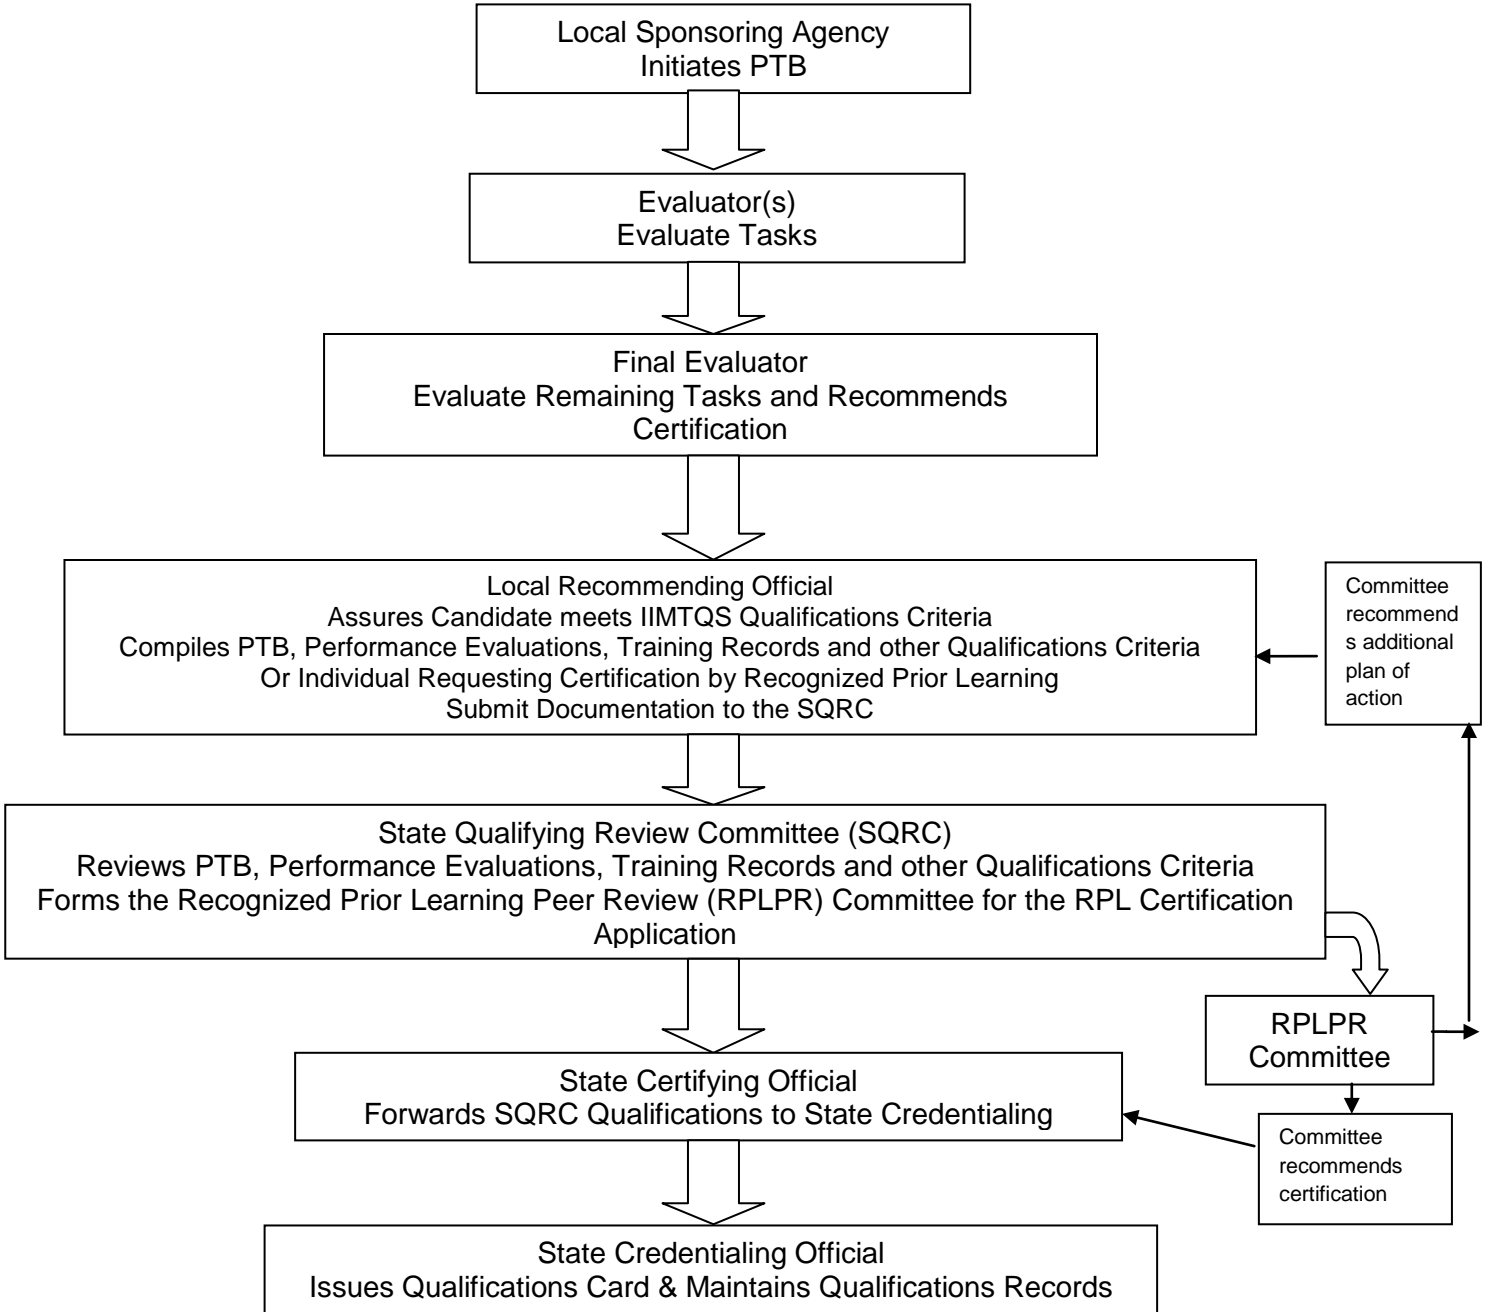 Local Sponsoring Agency
Initiates PTB
Evaluator(s)
Evaluate Tasks
Final Evaluator
Evaluate Remaining Tasks and Recommends
Certification
Local Recommending Official
Assures Candidate meets IIMTQS Qualifications Criteria
Compiles PTB, Performance Evaluations, Training Records and other Qualifications Criteria
Or Individual Requesting Certification by Recognized Prior Learning
Submit Documentation to the SQRC
Committee
recommend
s additional
plan of
action
State Qualifying Review Committee (SQRC)
Reviews PTB, Performance Evaluations, Training Records and other Qualifications Criteria
Forms the Recognized Prior Learning Peer Review (RPLPR) Committee for the RPL Certification
Application
RPLPR
Committee
State Certifying Official
Forwards SQRC Qualifications to State Credentialing
Committee
recommends
certification
State Credentialing Official
Issues Qualifications Card & Maintains Qualifications Records